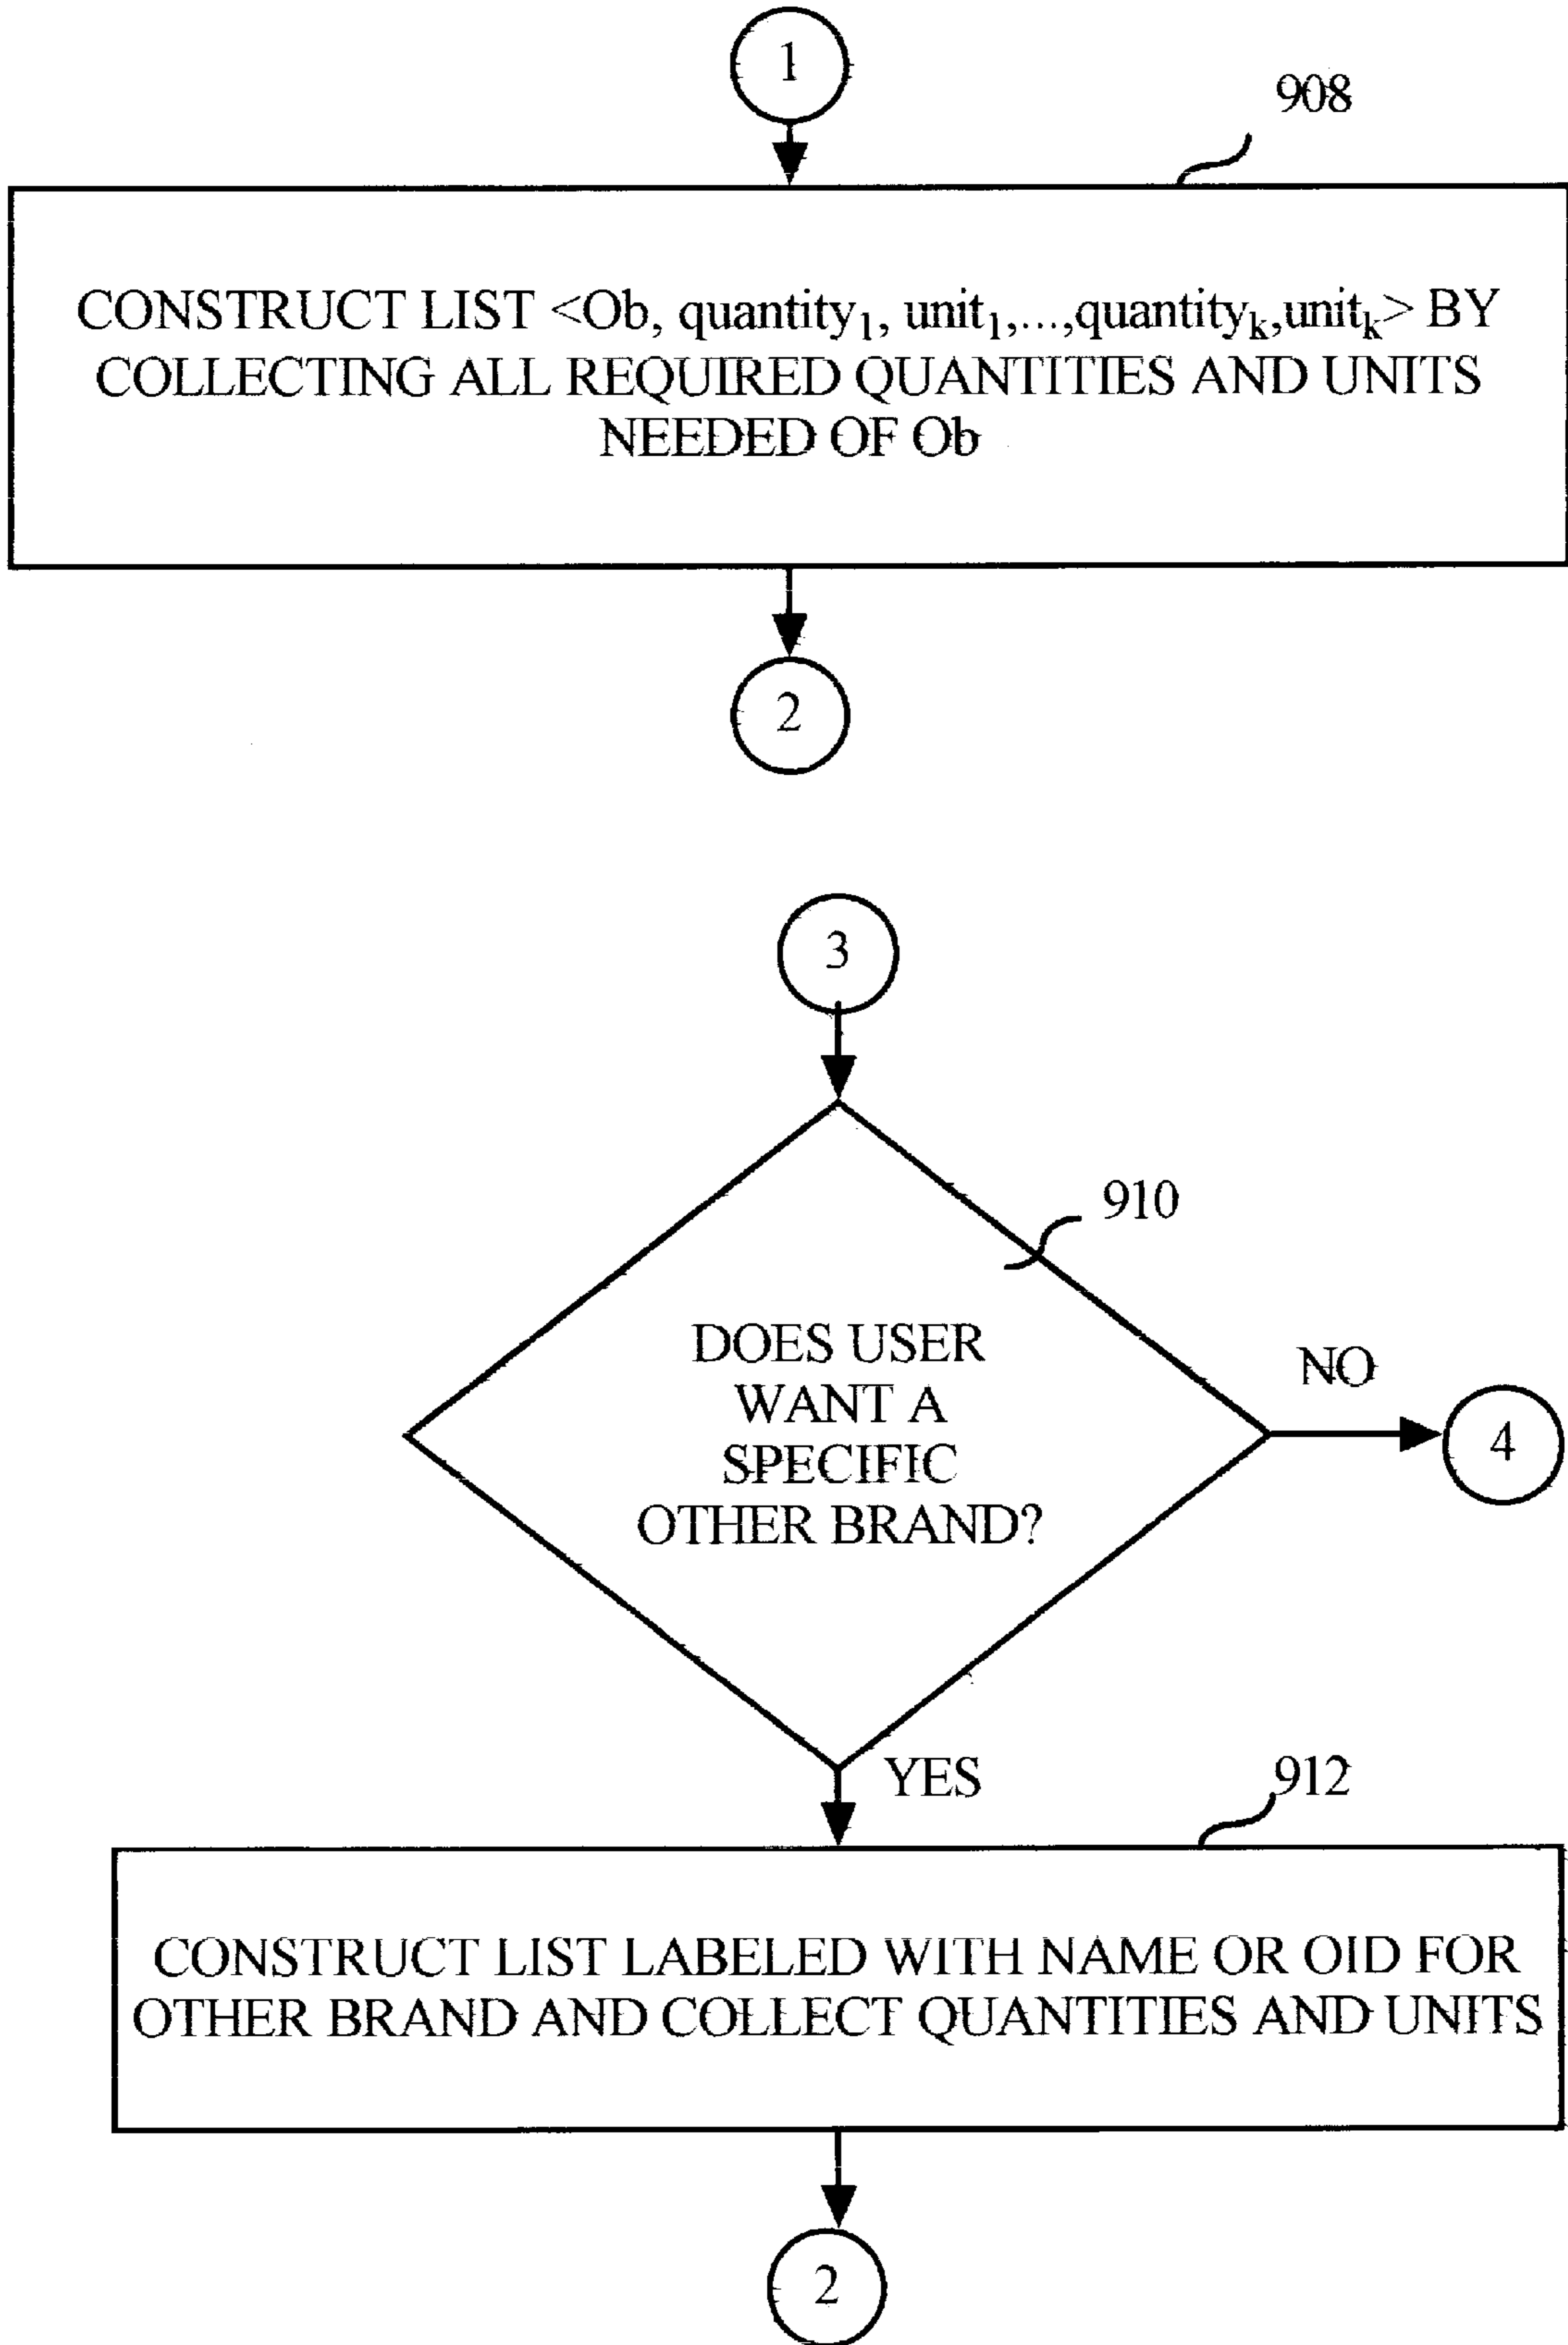 1
908
CONSTRUCT LIST <Ob, quantity₁, unit₁,...,quantityₖ,unitₖ> BY
COLLECTING ALL REQUIRED QUANTITIES AND UNITS
NEEDED OF Ob
2
3
910
DOES USER
WANT A
SPECIFIC
OTHER BRAND?
NO
4
YES
912
CONSTRUCT LIST LABELED WITH NAME OR OID FOR
OTHER BRAND AND COLLECT QUANTITIES AND UNITS
2